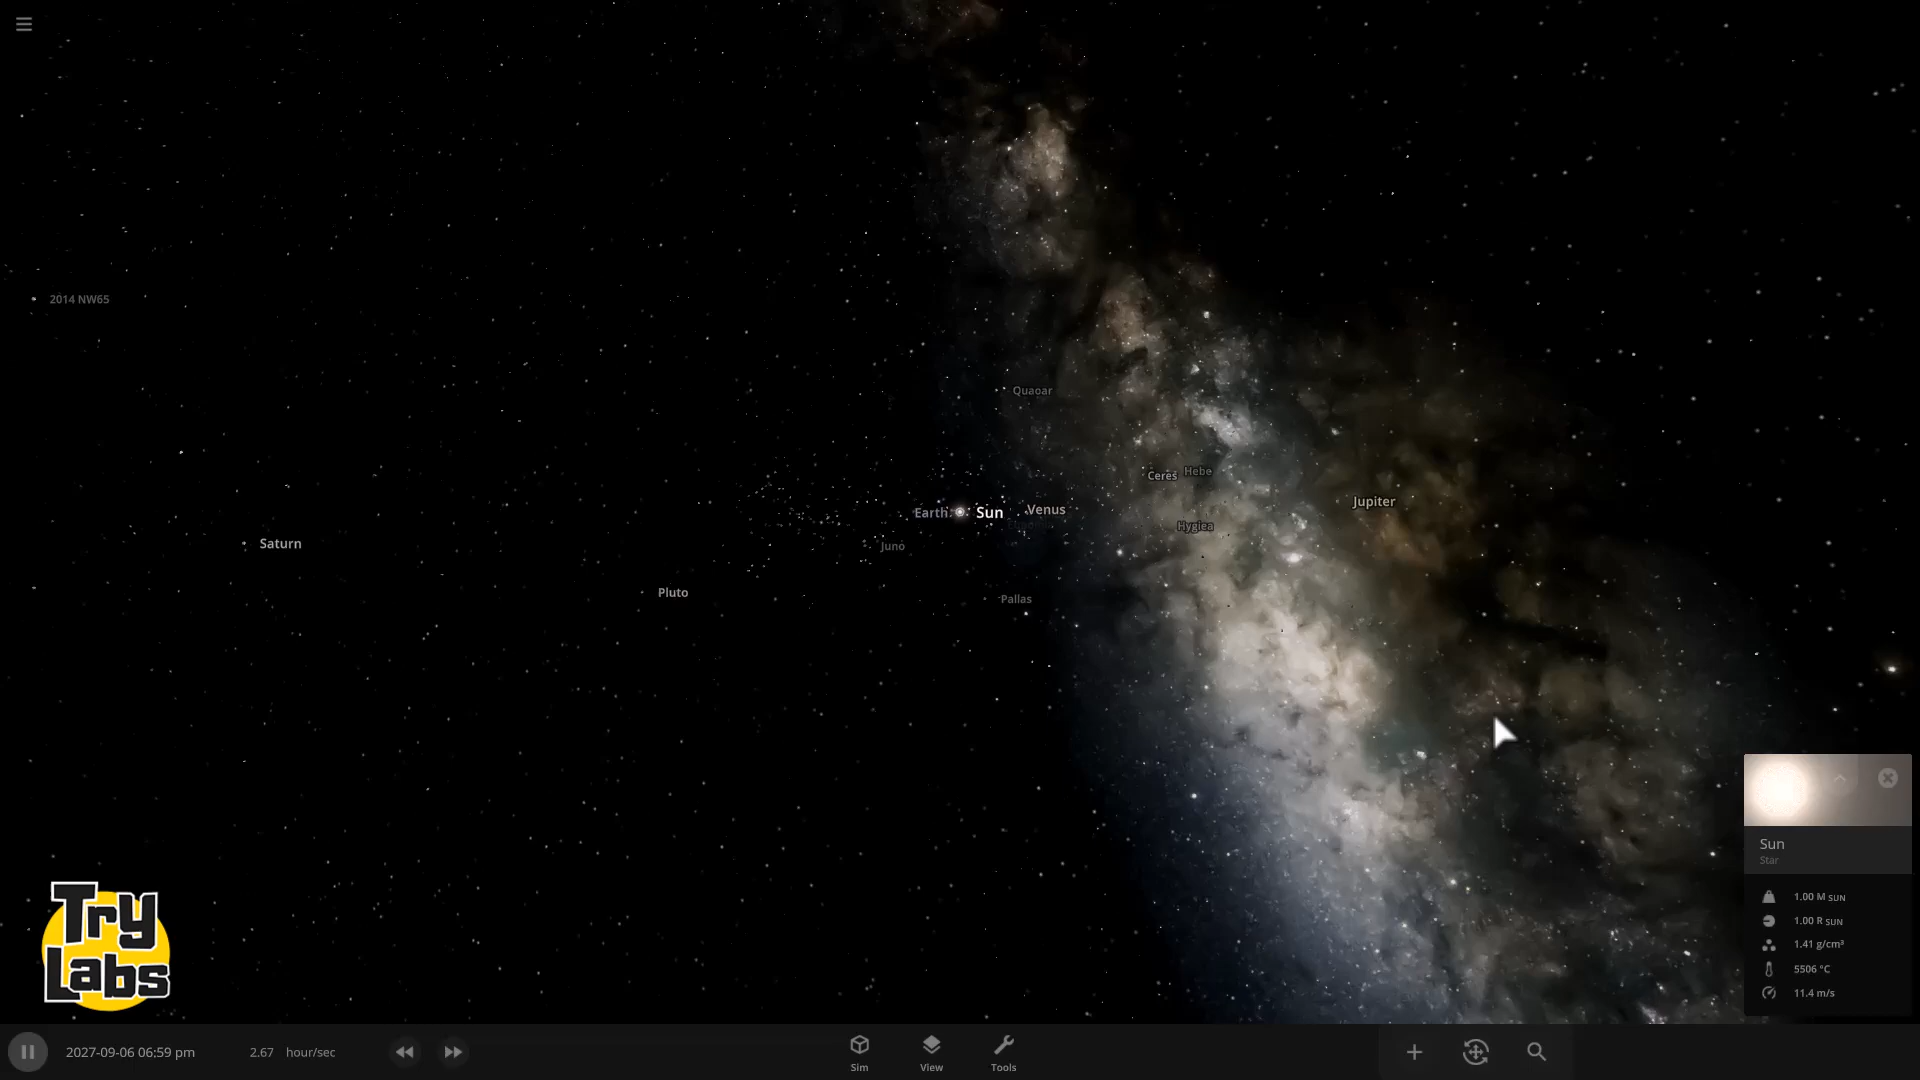 2014 NW65
Quaoar
Ceres
Hebe
Jupiter
Earth
Sun
Venus
Hygiea
Saturn
Juno
Pluto
Pallas
Sun
Star
1.00 M SUN
1.00 R SUN
1.41 g/cm³
5506 °C
11.4 m/s
Try
Labs
2027-09-06 06:59 pm
2.67 hour/sec
Sim
View
Tools